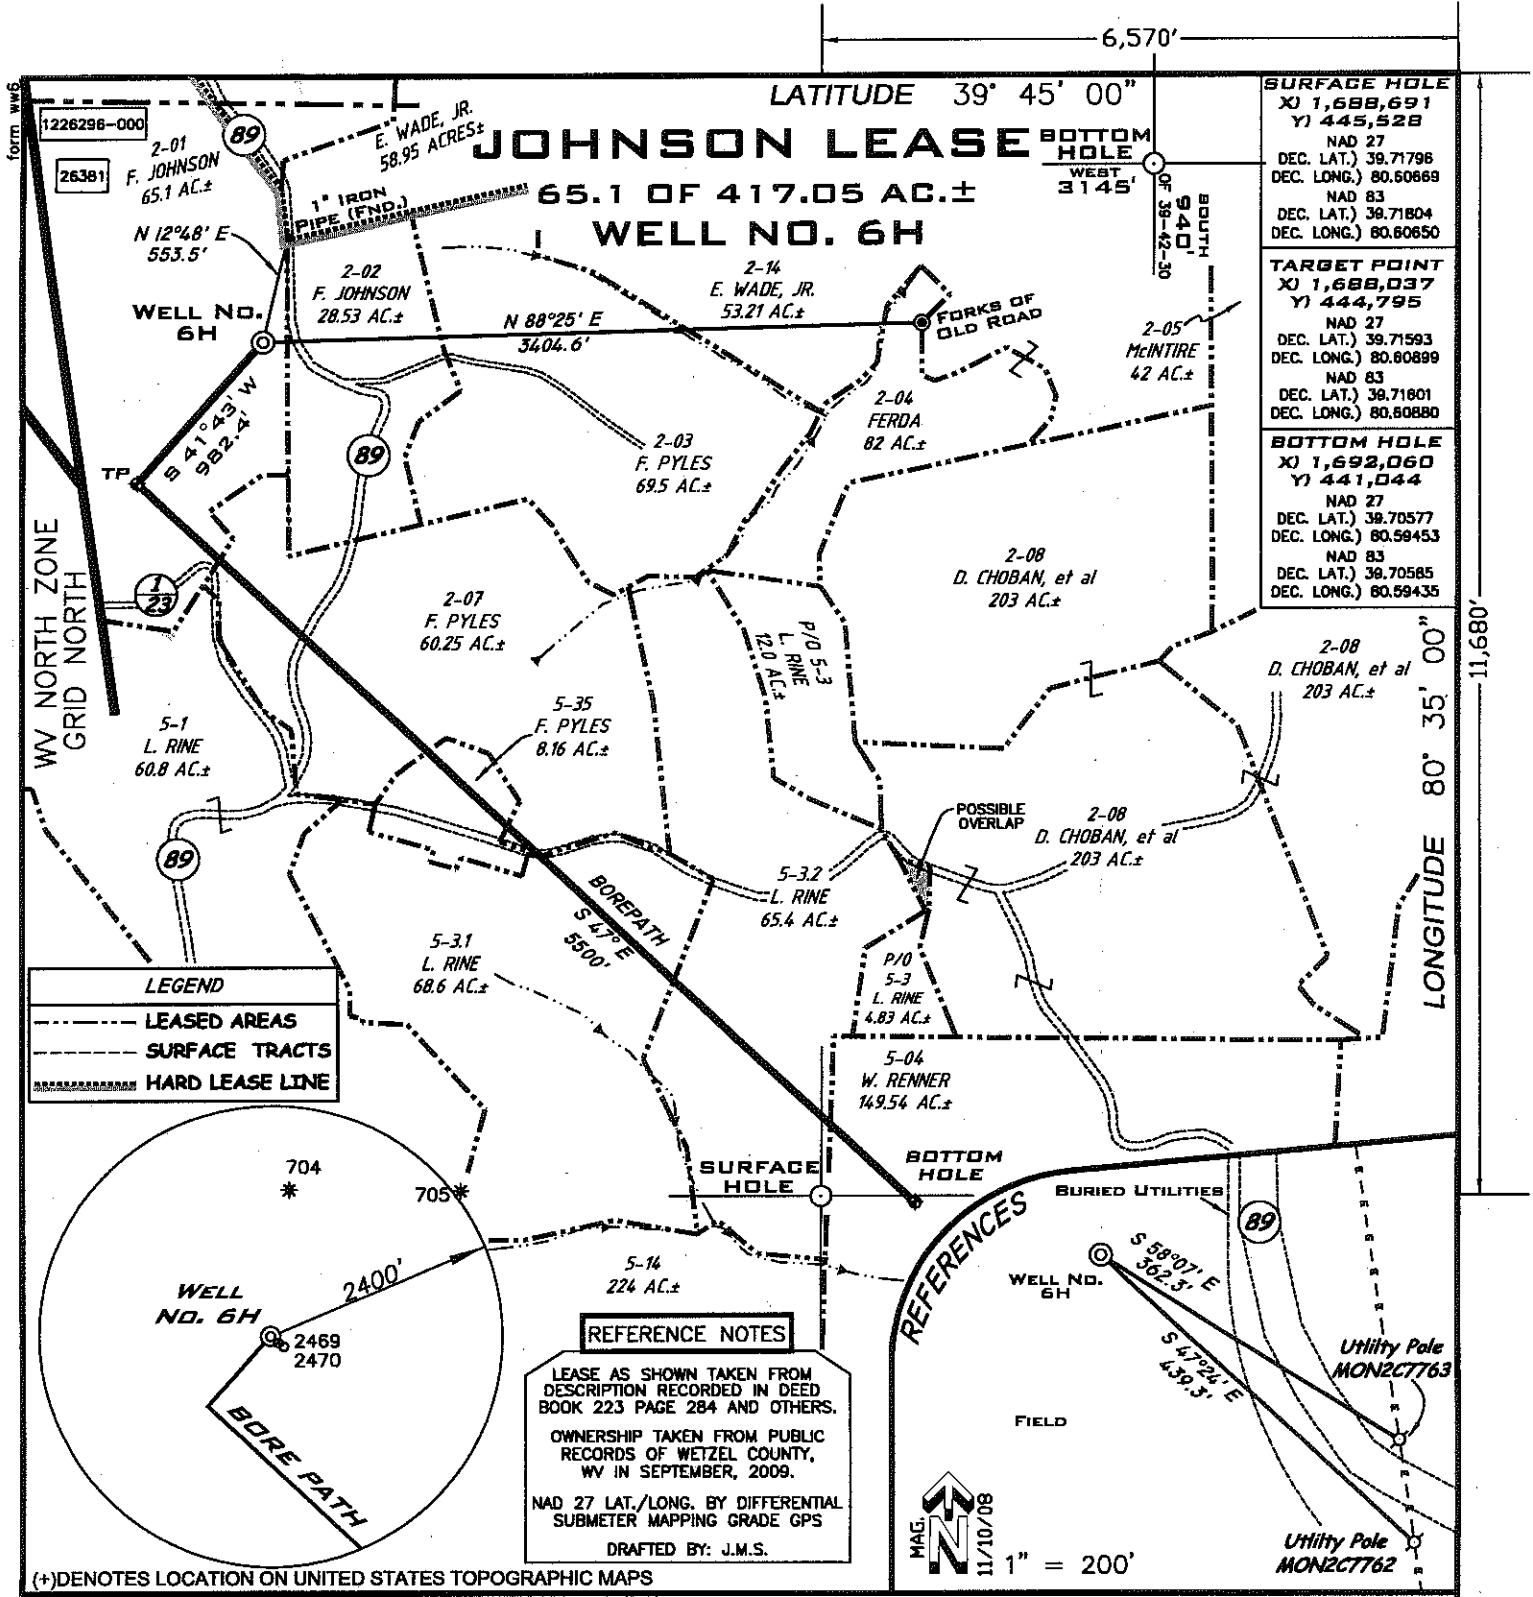 6,570'
form ww6
LATITUDE 39° 45' 00"
1226296-000
26381
JOHNSON LEASE
65.1 OF 417.05 AC.±
WELL NO. 6H
BOTTOM
HOLE
WEST
3145'
SOUTH
940'
OF 39-42-30
SURFACE HOLE
X) 1,688,691
Y) 445,528
NAD 27
DEC. LAT.) 39.71796
DEC. LONG.) 80.60669
NAD 83
DEC. LAT.) 39.71804
DEC. LONG.) 80.60650
TARGET POINT
X) 1,688,037
Y) 444,795
NAD 27
DEC. LAT.) 39.71593
DEC. LONG.) 80.60899
NAD 83
DEC. LAT.) 39.71601
DEC. LONG.) 80.60880
BOTTOM HOLE
X) 1,692,060
Y) 441,044
NAD 27
DEC. LAT.) 39.70577
DEC. LONG.) 80.59453
NAD 83
DEC. LAT.) 39.70585
DEC. LONG.) 80.59435
11,680'
LONGITUDE 80° 35' 00"
2-01
F. JOHNSON
65.1 AC.±
89
E. WADE, JR.
58.95 ACRES±
1" IRON
PIPE (FND.)
N 12°48' E
553.5'
2-02
F. JOHNSON
28.53 AC.±
2-14
E. WADE, JR.
53.21 AC.±
WELL NO.
6H
N 88°25' E
3404.6'
FORKS OF
OLD ROAD
2-05
McINTIRE
42 AC.±
2-04
FERDA
82 AC.±
S 41°43' W
982.4'
TP
89
2-03
F. PYLES
69.5 AC.±
WV NORTH ZONE
GRID NORTH
1
23
2-07
F. PYLES
60.25 AC.±
2-08
D. CHOBAN, et al
203 AC.±
P/O 5-3
L. RINE
12.0 AC.±
2-08
D. CHOBAN, et al
203 AC.±
5-1
L. RINE
60.8 AC.±
5-35
F. PYLES
8.16 AC.±
POSSIBLE
OVERLAP
2-08
D. CHOBAN, et al
203 AC.±
89
5-3.2
L. RINE
65.4 AC.±
BOREPATH
S 47° E
5500'
5-3.1
L. RINE
68.6 AC.±
P/O
5-3
L. RINE
4.83 AC.±
LEGEND
LEASED AREAS
SURFACE TRACTS
HARD LEASE LINE
5-04
W. RENNER
149.54 AC.±
SURFACE
HOLE
BOTTOM
HOLE
704
705
2400'
WELL
NO. 6H
2469
2470
BORE PATH
5-14
224 AC.±
REFERENCE NOTES
LEASE AS SHOWN TAKEN FROM
DESCRIPTION RECORDED IN DEED
BOOK 223 PAGE 284 AND OTHERS.
OWNERSHIP TAKEN FROM PUBLIC
RECORDS OF WETZEL COUNTY,
WV IN SEPTEMBER, 2009.
NAD 27 LAT./LONG. BY DIFFERENTIAL
SUBMETER MAPPING GRADE GPS
DRAFTED BY: J.M.S.
REFERENCES
BURIED UTILITIES
89
WELL NO.
6H
S 58°07' E
362.3'
S 47°24' E
439.3'
Utility Pole
MON2C7763
FIELD
MAG.
N
11/10/08
1" = 200'
Utility Pole
MON2C7762
(+)DENOTES LOCATION ON UNITED STATES TOPOGRAPHIC MAPS